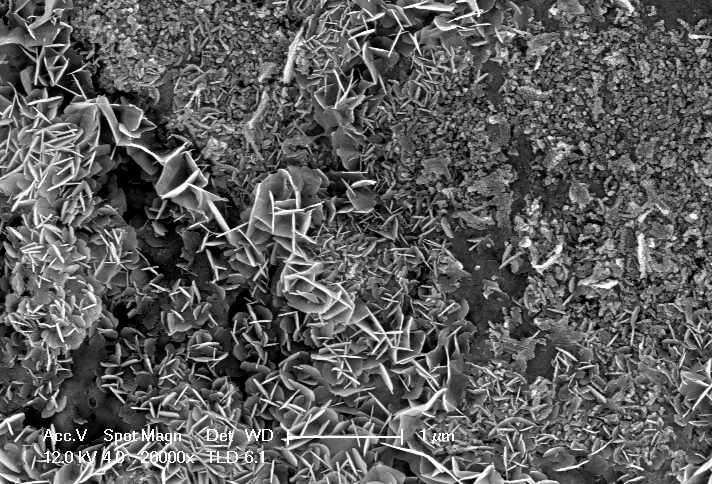 Acc.V Spot Magn Det WD 1 µm
12.0 kV 4.0 20000x TLD 6.1